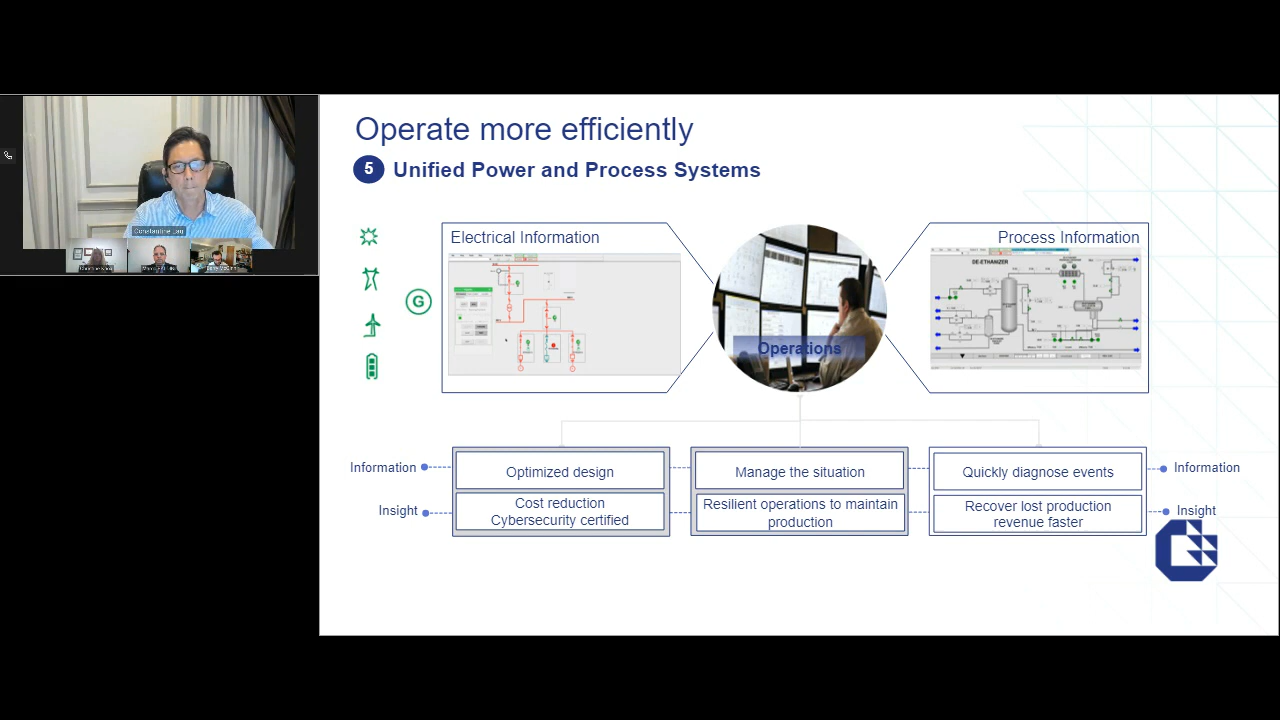 Operate more efficiently
5 Unified Power and Process Systems
Constantine Lau
Electrical Information
Process Information
DE-ETHANIZER
G
Operations
Information
Optimized design
Manage the situation
Quickly diagnose events
Information
Insight
Cost reduction
Cybersecurity certified
Resilient operations to maintain
production
Recover lost production
revenue faster
Insight